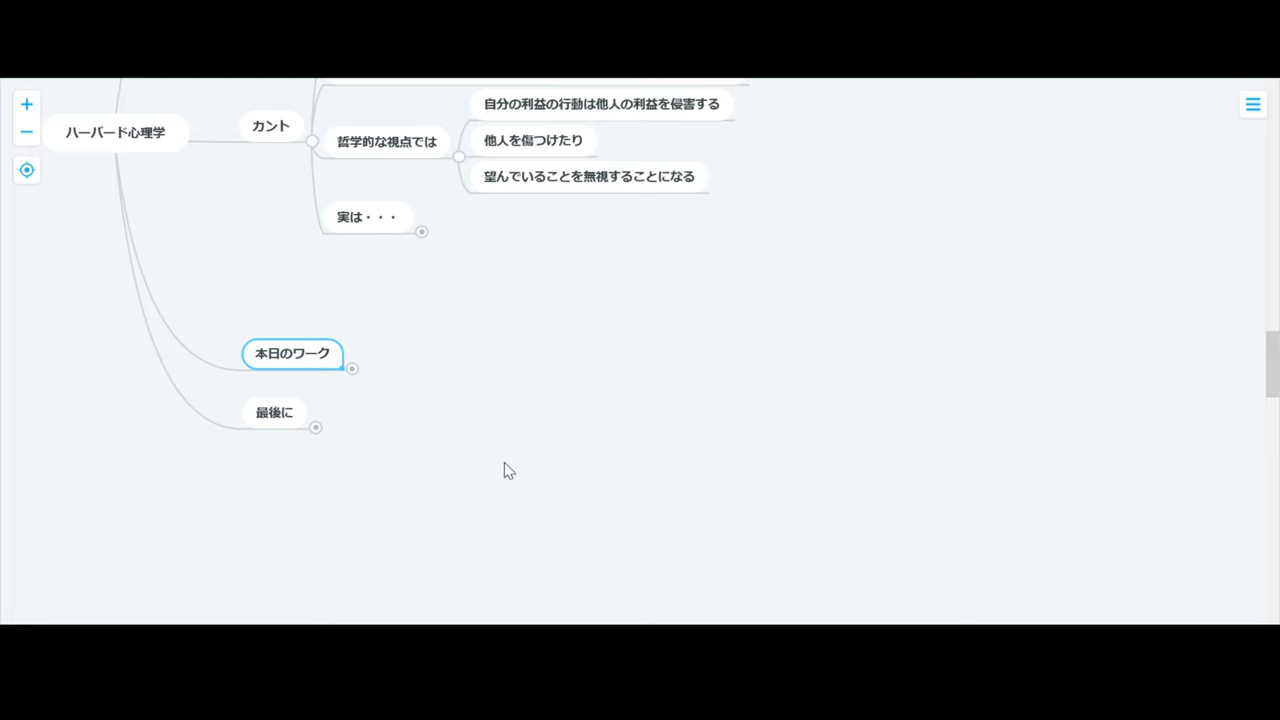 ハーバード心理学
カント
哲学的な視点では
自分の利益の行動は他人の利益を侵害する
他人を傷つけたり
望んでいることを無視することになる
実は・・・
本日のワーク
最後に